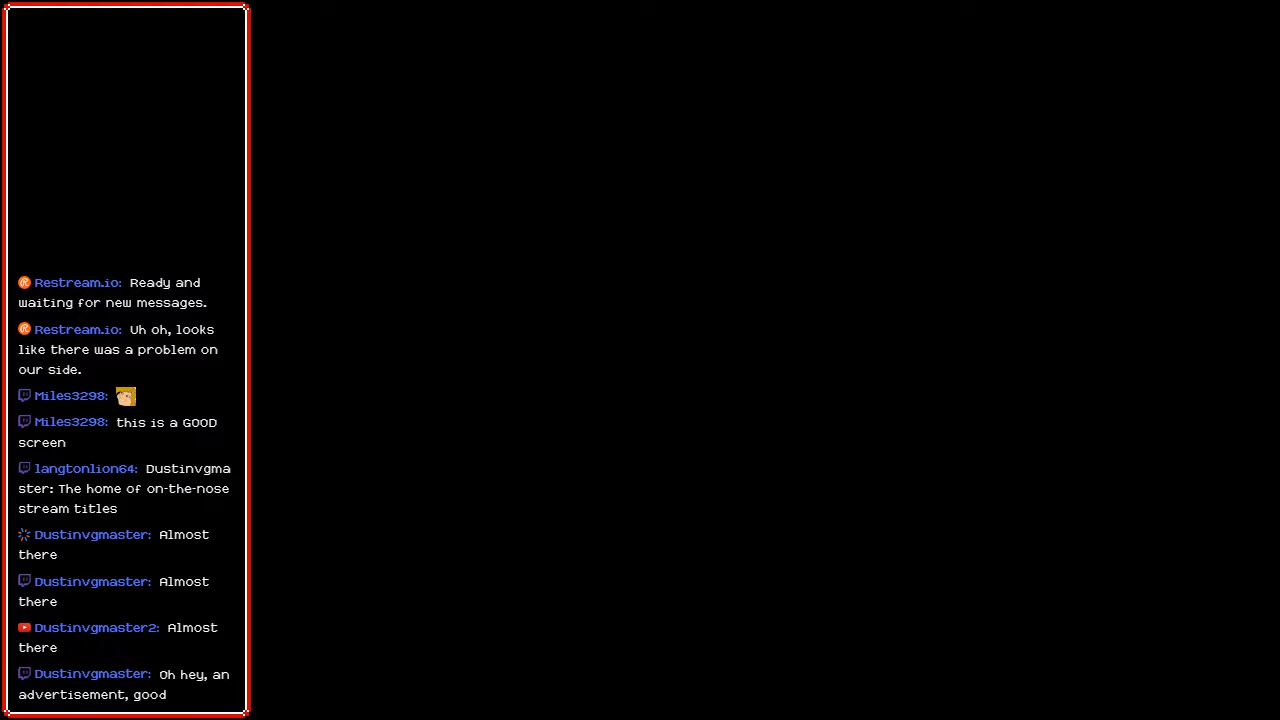 Restream.io: Ready and
waiting for new messages.
Restream.io: Uh oh, looks
like there was a problem on
our side.
Miles3298:
Miles3298: this is a GOOD
screen
langtonlion64: Dustinvgma
ster: The home of on-the-nose
stream titles
Dustinvgmaster: Almost
there
Dustinvgmaster: Almost
there
Dustinvgmaster2: Almost
there
Dustinvgmaster: Oh hey, an
advertisement, good